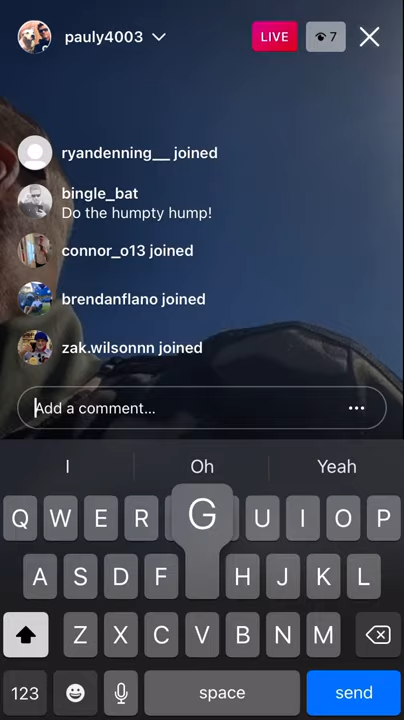 pauly4003
LIVE
7
ryandenning__ joined
bingle_bat
Do the humpty hump!
connor_o13 joined
brendanflano joined
zak.wilsonnn joined
Add a comment...
I Oh Yeah
Q W E R G U I O P
A S D F H J K L
Z X C V B N M
123 space send